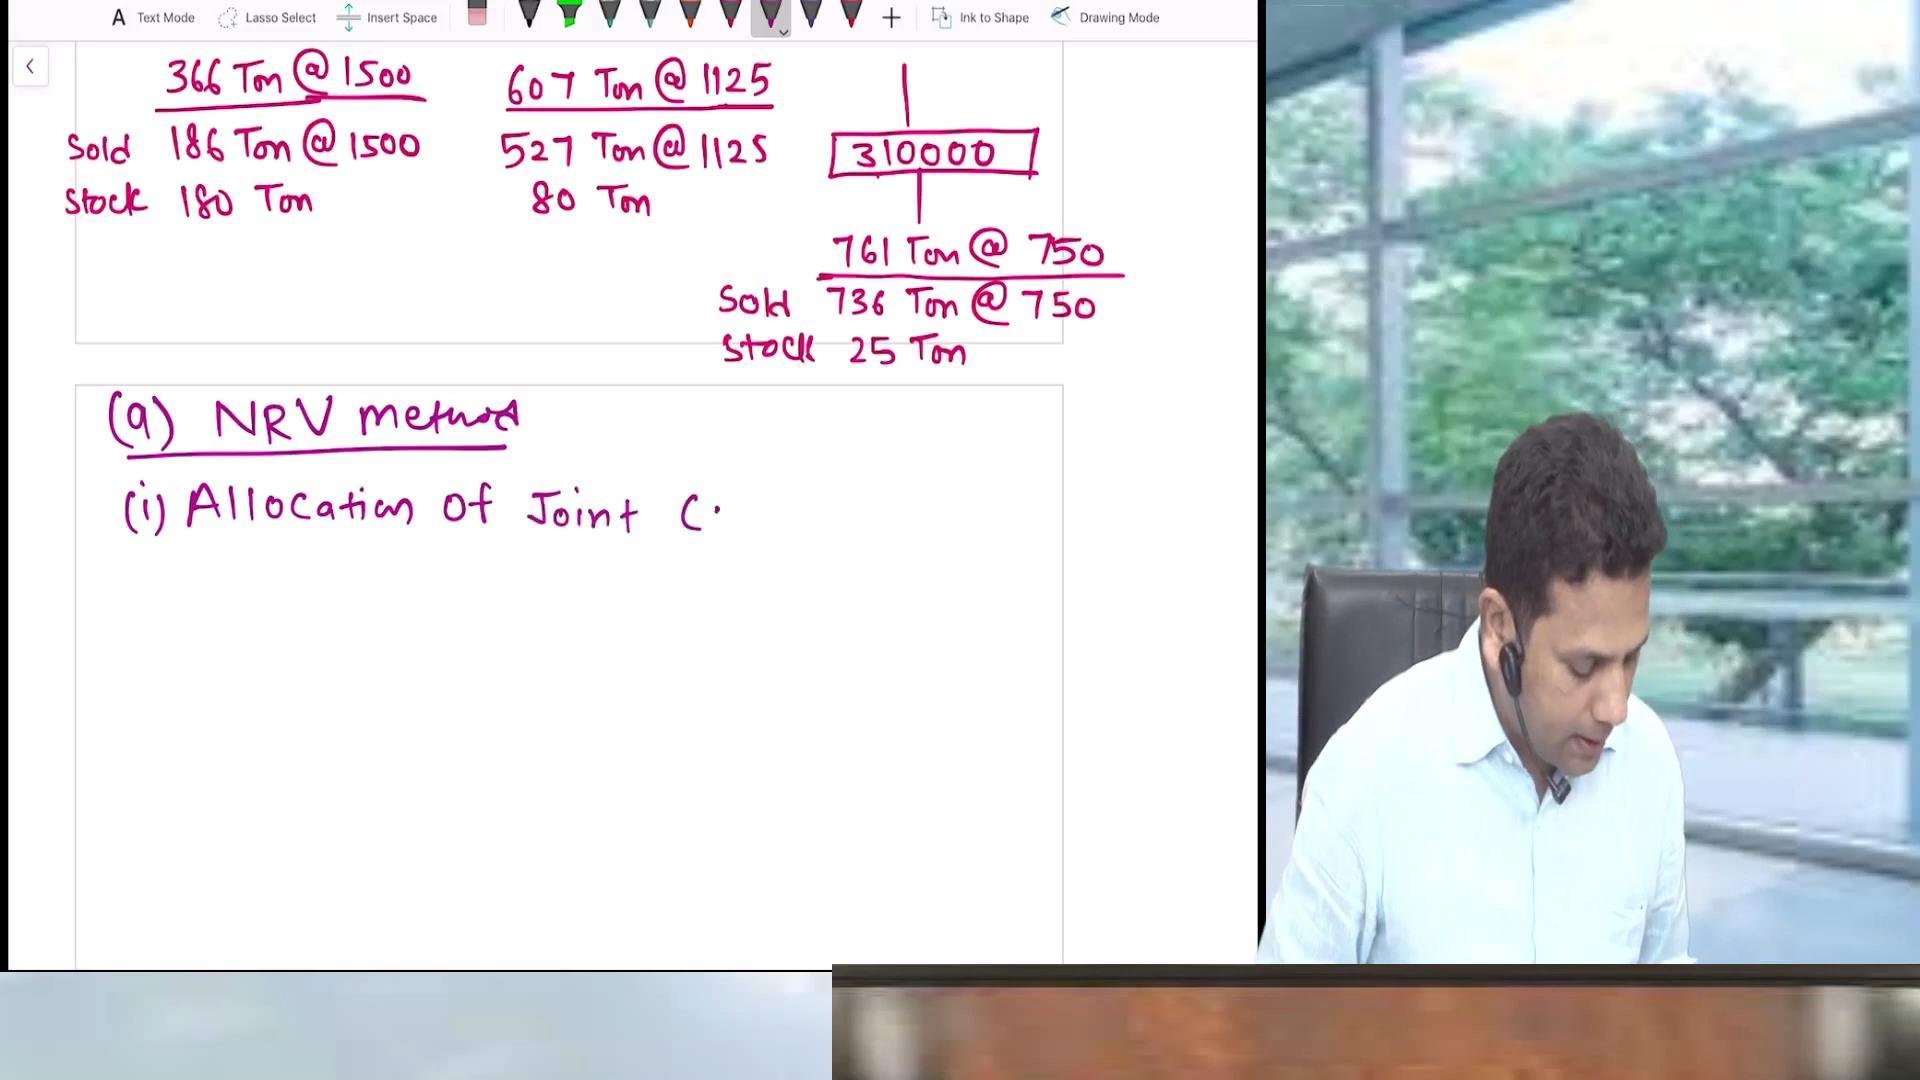 A Text Mode Lasso Select Insert Space Ink to Shape Drawing Mode
366 Ton @ 1500 607 Ton @ 1125
Sold 186 Ton @ 1500 527 Ton @ 1125 310000
Stock 180 Ton 80 Ton
761 Ton @ 750
Sold 736 Ton @ 750
Stock 25 Ton
(a) NRV method
(i) Allocation of Joint C